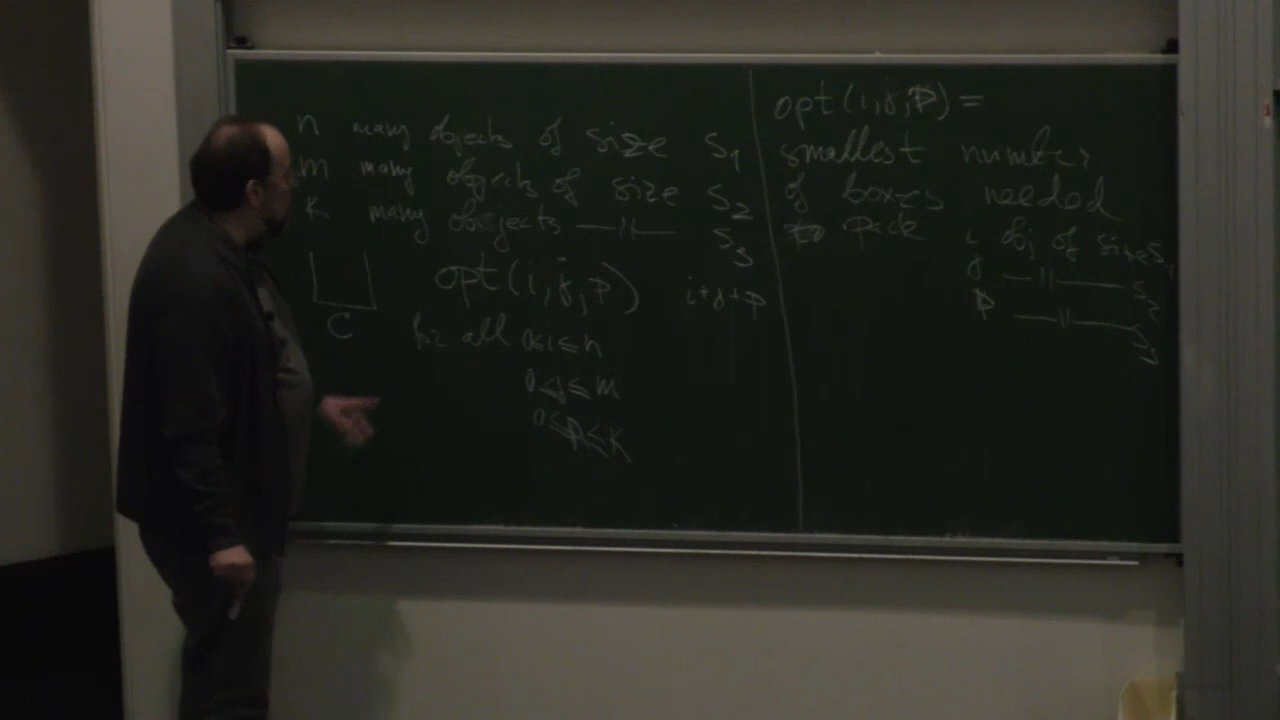 n many objects of size S1
m many objects of size S2
k many objects —||— S3
C
opt(i,j,p) i+j+p
for all 0≤i≤n
0≤j≤m
0≤p≤k
opt(i,j,p) =
smallest number
of boxes needed
to pack i obj of size S1
j —||— S2
p —||— S3